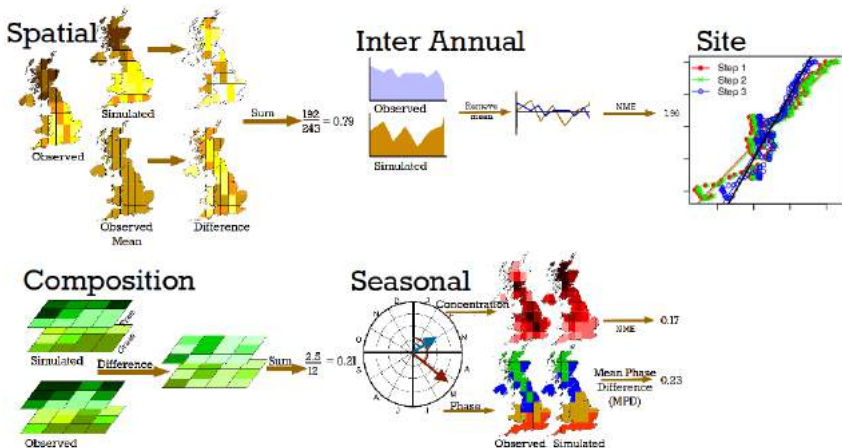 Spatial
Observed
Simulated
Observed
Mean
Difference
Sum
192
243
= 0.79
Inter Annual
Observed
Simulated
Remove
mean
NME
Site
Step 1
Step 2
Step 3
Composition
Simulated
Tree
Grass
Observed
Difference
Sum
2.5
12
= 0.21
Seasonal
D
J
N
F
O
M
S
A
A
M
J
J
Concentration
Phase
NME
0.17
Mean Phase
Difference
(MPD)
0.23
Observed
Simulated